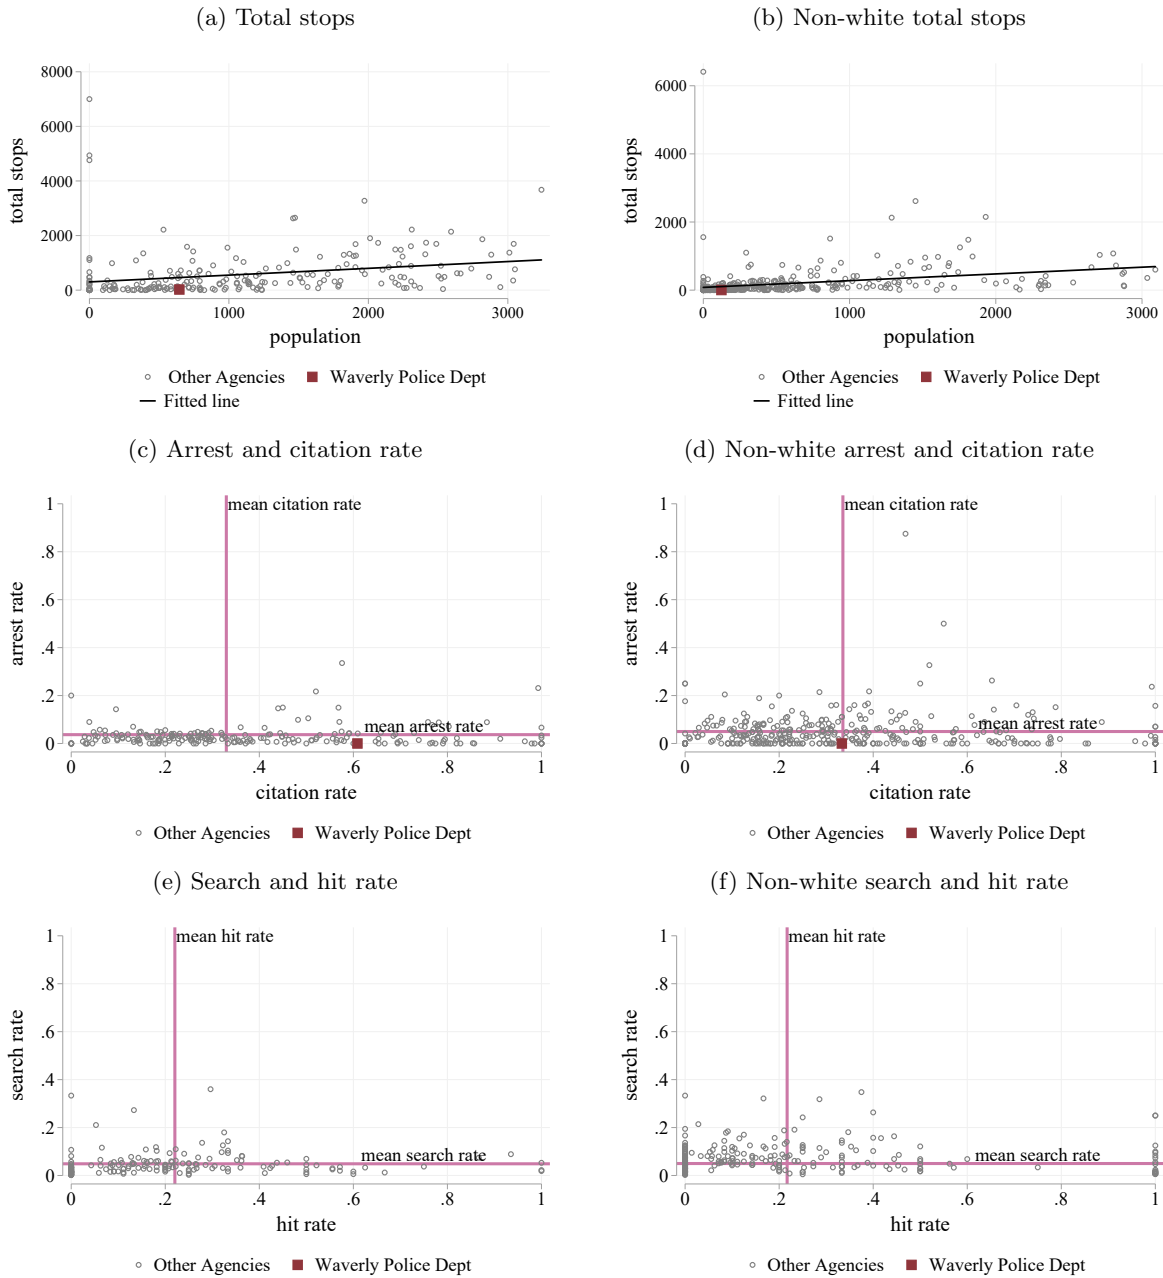 (a) Total stops
(b) Non-white total stops
total stops
8000
6000
4000
2000
0
0 1000 2000 3000
population
Other Agencies Waverly Police Dept
Fitted line
total stops
6000
4000
2000
0
0 1000 2000 3000
population
Other Agencies Waverly Police Dept
Fitted line
(c) Arrest and citation rate
(d) Non-white arrest and citation rate
arrest rate
1
.8
.6
.4
.2
0
mean citation rate
mean arrest rate
0 .2 .4 .6 .8 1
citation rate
Other Agencies Waverly Police Dept
arrest rate
1
.8
.6
.4
.2
0
mean citation rate
mean arrest rate
0 .2 .4 .6 .8 1
citation rate
Other Agencies Waverly Police Dept
(e) Search and hit rate
(f) Non-white search and hit rate
search rate
1
.8
.6
.4
.2
0
mean hit rate
mean search rate
0 .2 .4 .6 .8 1
hit rate
Other Agencies Waverly Police Dept
search rate
1
.8
.6
.4
.2
0
mean hit rate
mean search rate
0 .2 .4 .6 .8 1
hit rate
Other Agencies Waverly Police Dept